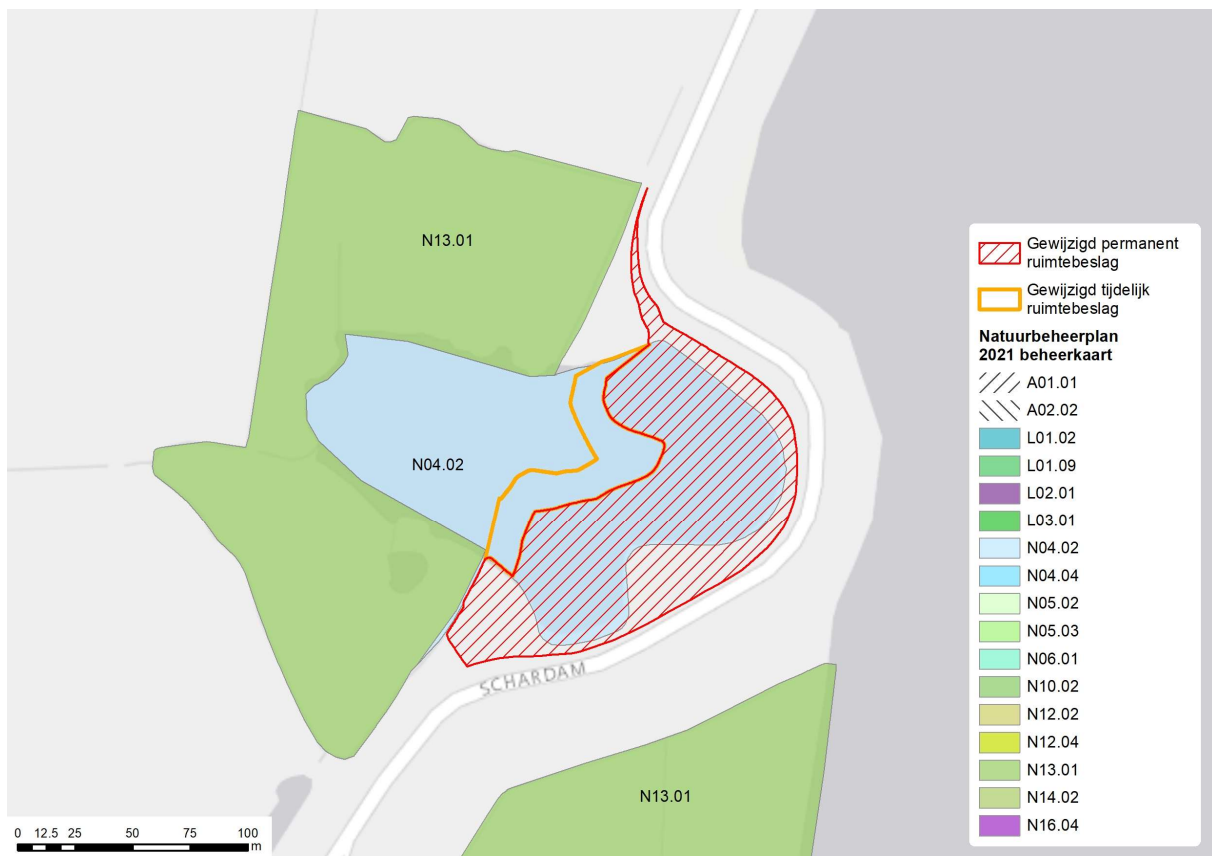 N13.01
N04.02
SCHARDAM
N13.01
Gewijzigd permanent
ruimtebeslag
Gewijzigd tijdelijk
ruimtebeslag
Natuurbeheerplan
2021 beheerkaart
A01.01
A02.02
L01.02
L01.09
L02.01
L03.01
N04.02
N04.04
N05.02
N05.03
N06.01
N10.02
N12.02
N12.04
N13.01
N14.02
N16.04
0 12.5 25 50 75 100
m